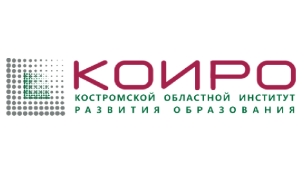 КОИРО
КОСТРОМСКОЙ ОБЛАСТНОЙ ИНСТИТУТ
РАЗВИТИЯ ОБРАЗОВАНИЯ